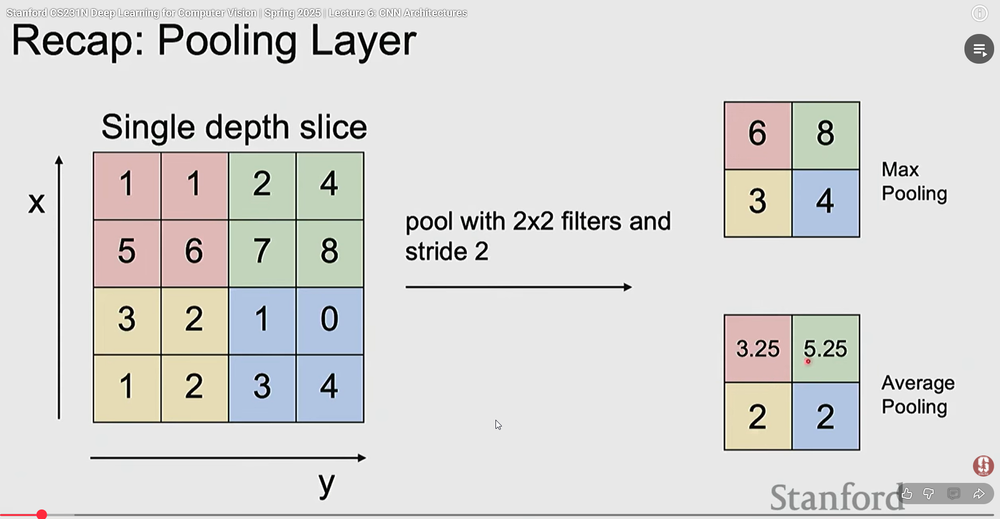 Stanford CS231N Deep Learning for Computer Vision | Spring 2025 | Lecture 6: CNN Architectures
Recap: Pooling Layer
Single depth slice
x
1 1 2 4
5 6 7 8
3 2 1 0
1 2 3 4
y
pool with 2x2 filters and
stride 2
6 8
3 4
Max
Pooling
3.25 5.25
2 2
Average
Pooling
Stanford